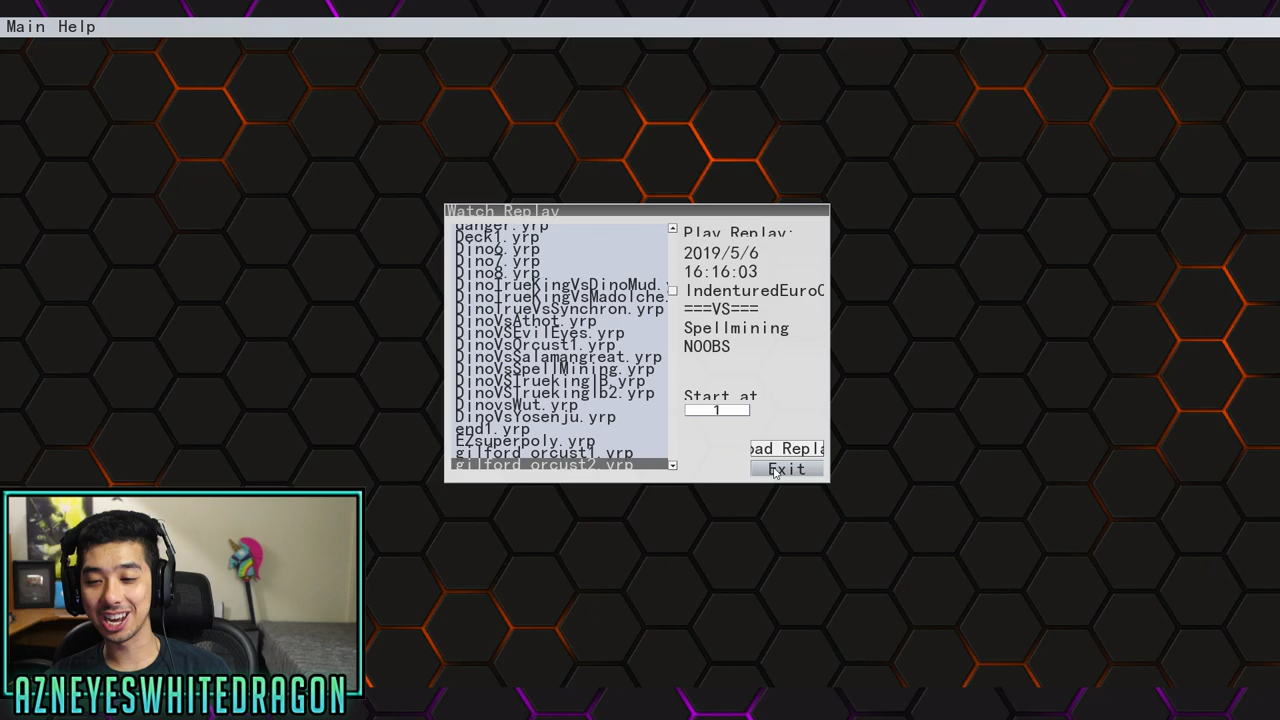 Main Help
Watch Replay
danger.yrp
Deck1.yrp
Dino6.yrp
Dino7.yrp
Dino8.yrp
DinoTrueKingVsDinoMud.
DinoTrueKingVsMadolche.
DinoTrueVsSynchron.yrp
DinoVsAthot.yrp
DinoVSEvilEyes.yrp
DinoVsOrcust1.yrp
DinoVsSalamangreat.yrp
DinoVsSpellMining.yrp
DinoVSTruekingIB.yrp
DinoVSTruekingIb2.yrp
DinovsWut.yrp
DinoVsYosenju.yrp
end1.yrp
EZsuperpoly.yrp
gilford orcust1.yrp
gilford orcust2.yrp
Play Replay:
2019/5/6
16:16:03
IndenturedEuroC
===VS===
Spellmining
NOOBS
Start at
1
oad Repla
Exit
AZNEYESWHITEDRAGON